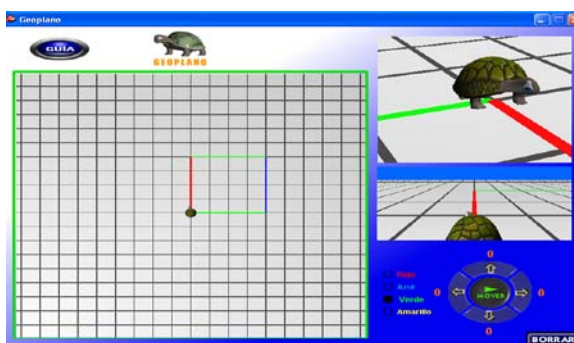 Geoplano
GUIA
GEOPLANO
0
Rojo
Azul
Verde
Amarillo
0
MOVER
0
0
BORRAR